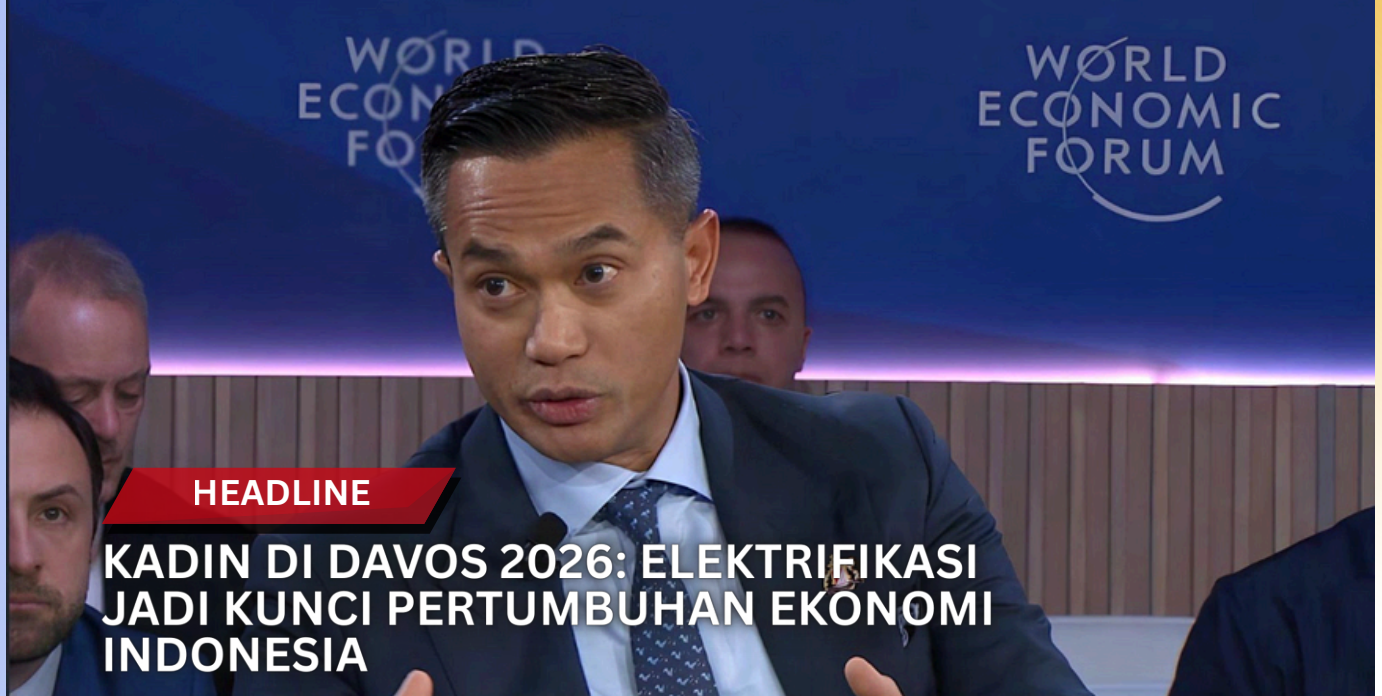 WORLD
ECONOMIC
FORUM
WORLD
ECONOMIC
FORUM
HEADLINE
KADIN DI DAVOS 2026: ELEKTRIFIKASI
JADI KUNCI PERTUMBUHAN EKONOMI
INDONESIA